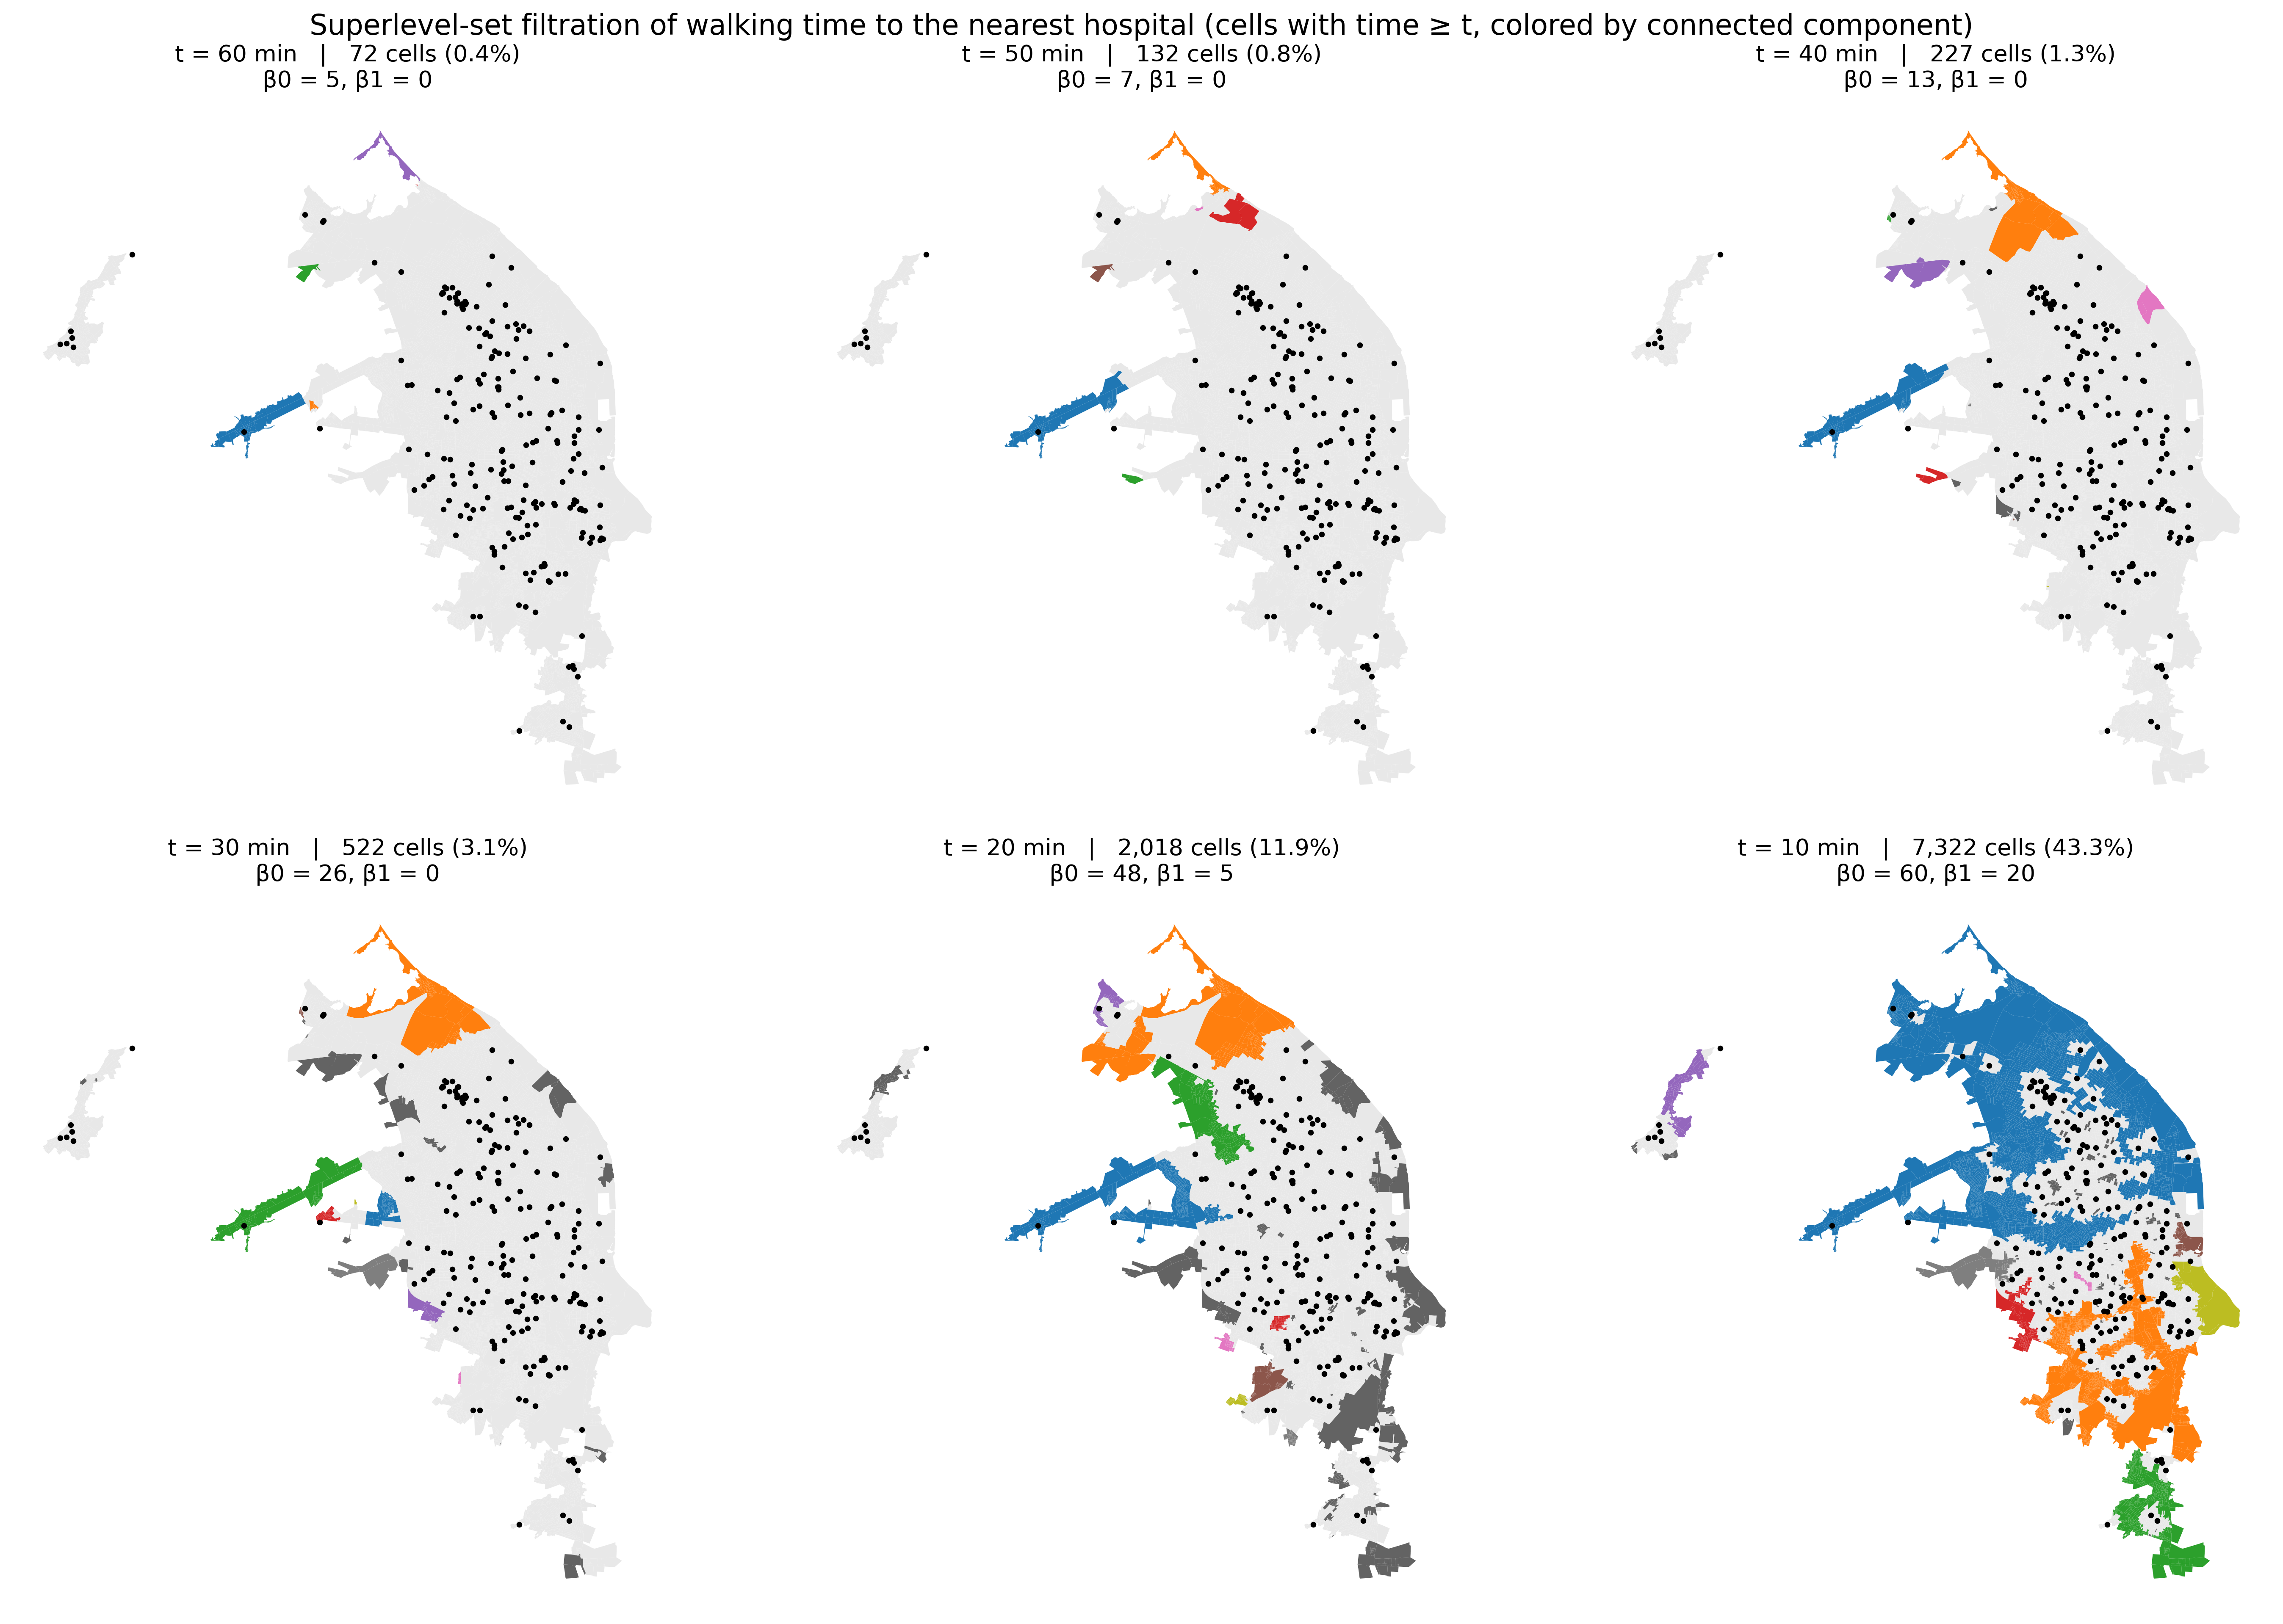 Superlevel-set filtration of walking time to the nearest hospital (cells with time ≥ t, colored by connected component)
t = 60 min | 72 cells (0.4%)
β0 = 5, β1 = 0
t = 50 min | 132 cells (0.8%)
β0 = 7, β1 = 0
t = 40 min | 227 cells (1.3%)
β0 = 13, β1 = 0
t = 30 min | 522 cells (3.1%)
β0 = 26, β1 = 0
t = 20 min | 2,018 cells (11.9%)
β0 = 48, β1 = 5
t = 10 min | 7,322 cells (43.3%)
β0 = 60, β1 = 20